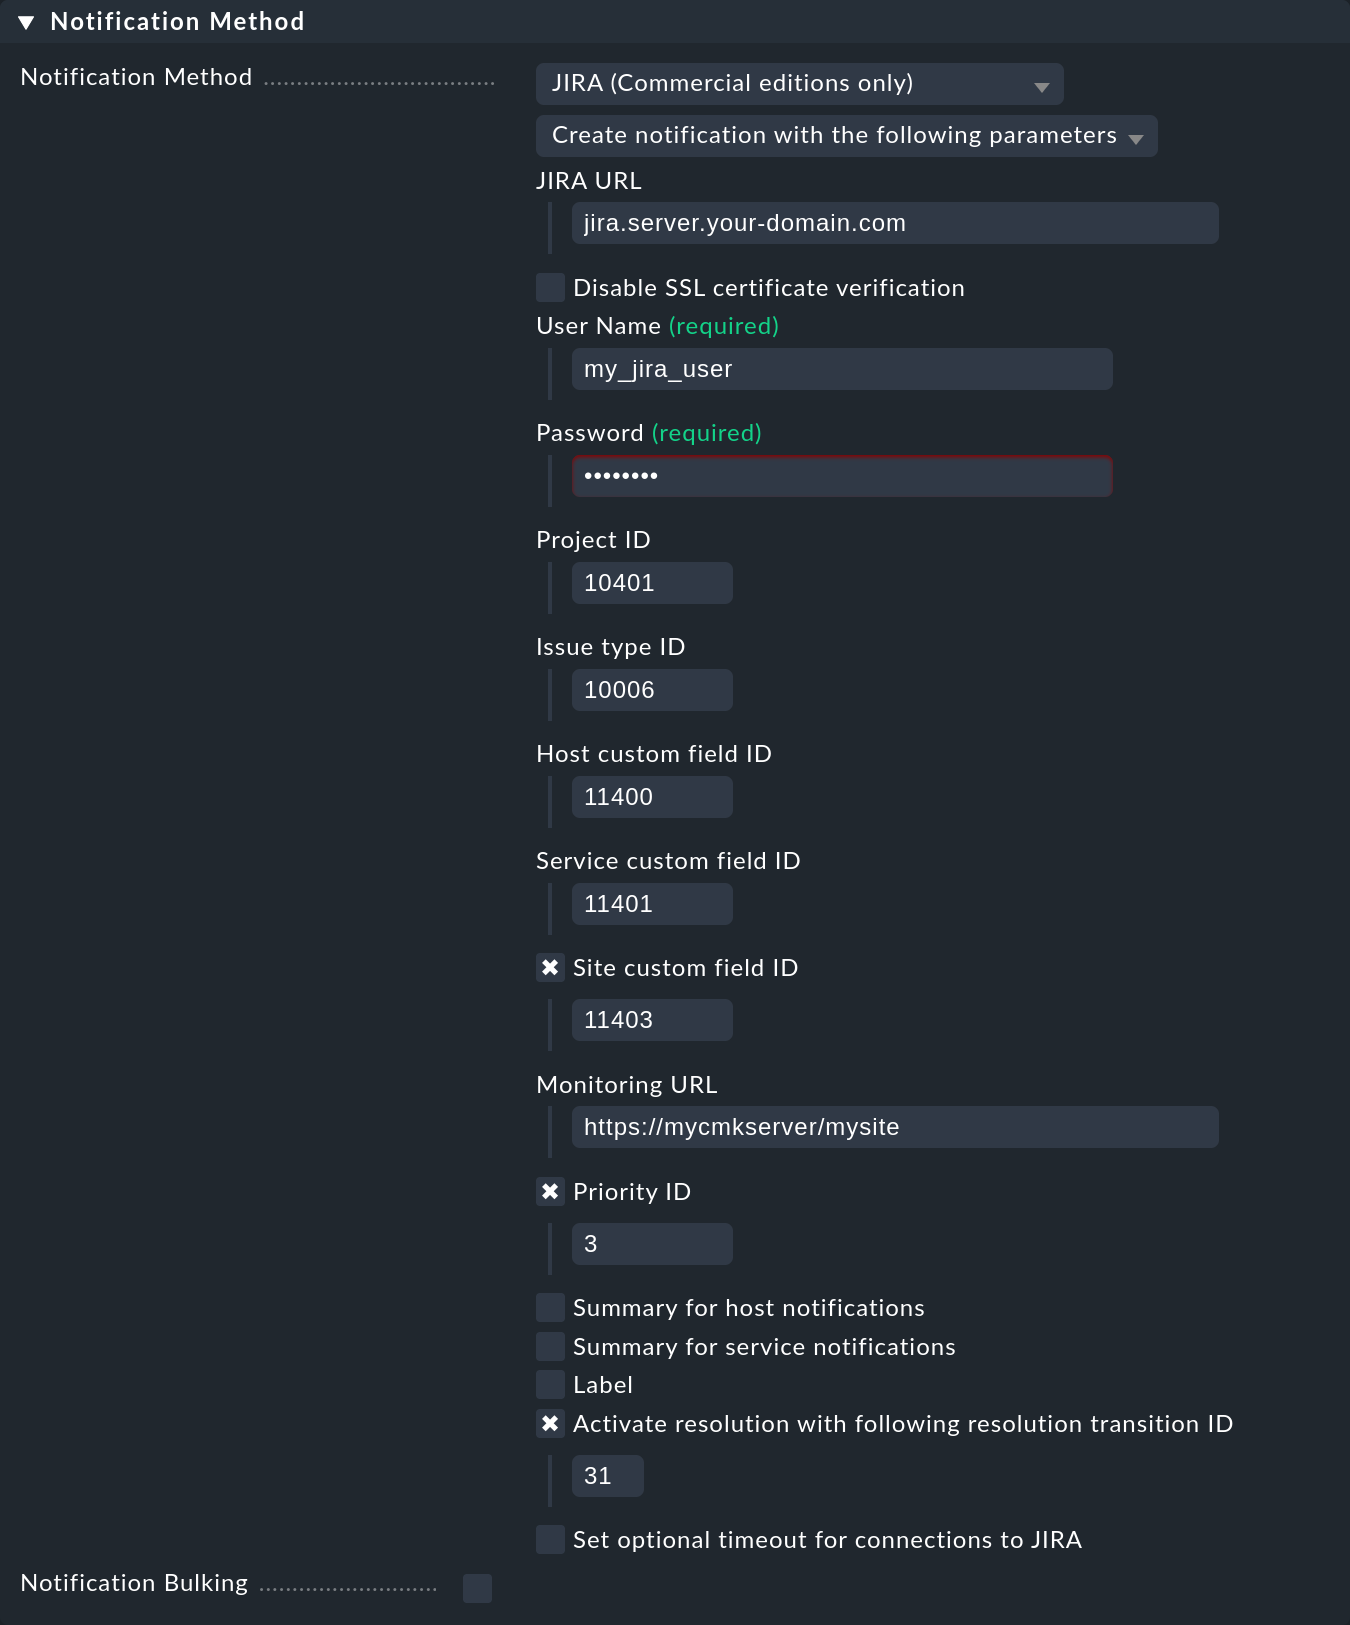 Notification Method
Notification Method
JIRA (Commercial editions only)
Create notification with the following parameters
JIRA URL
jira.server.your-domain.com
Disable SSL certificate verification
User Name (required)
my_jira_user
Password (required)
••••••••
Project ID
10401
Issue type ID
10006
Host custom field ID
11400
Service custom field ID
11401
Site custom field ID
11403
Monitoring URL
https://mycmkserver/mysite
Priority ID
3
Summary for host notifications
Summary for service notifications
Label
Activate resolution with following resolution transition ID
31
Set optional timeout for connections to JIRA
Notification Bulking